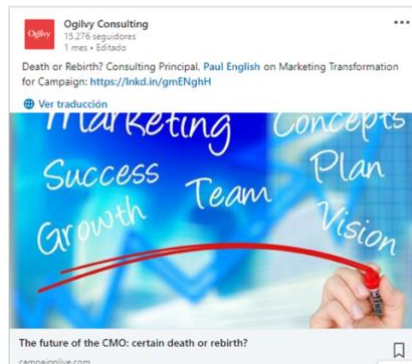 Ogilvy
Ogilvy Consulting
15.276 seguidores
1 mes • Editado
Death or Rebirth? Consulting Principal, Paul English on Marketing Transformation
for Campaign: https://lnkd.in/gmENghH
Ver traducción
Marketing Concepts
Success Team Plan
Growth Vision
The future of the CMO: certain death or rebirth?
campaignlive.com